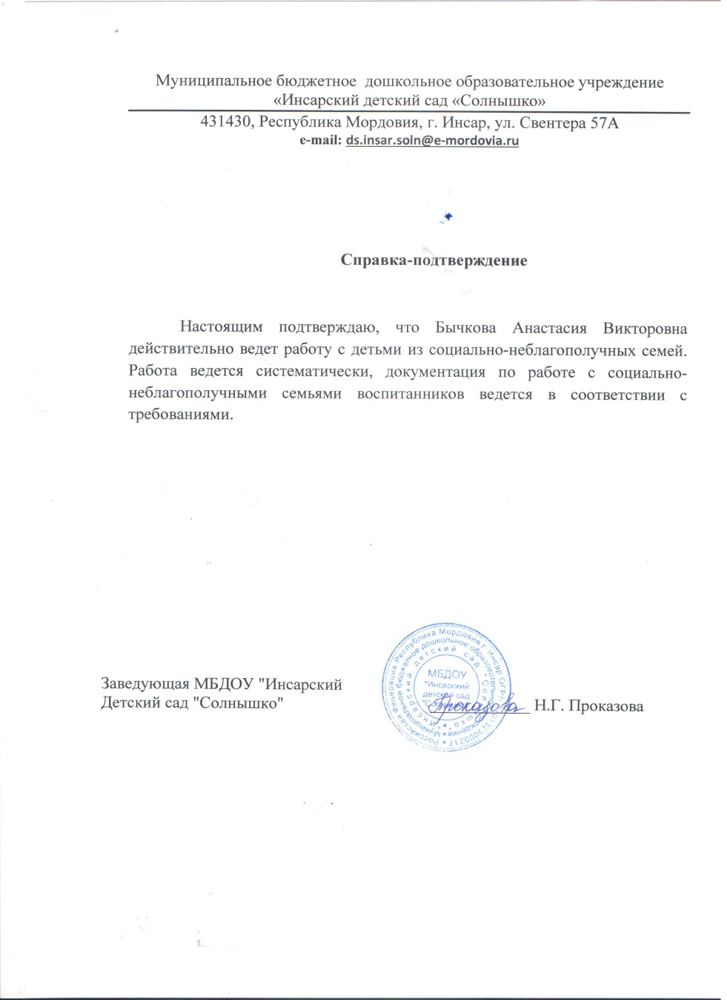 Муниципальное бюджетное дошкольное образовательное учреждение
«Инсарский детский сад «Солнышко»
431430, Республика Мордовия, г. Инсар, ул. Свентера 57А
e-mail: ds.insar.soln@e-mordovia.ru
Справка-подтверждение
Настоящим подтверждаю, что Бычкова Анастасия Викторовна
действительно ведет работу с детьми из социально-неблагополучных семей.
Работа ведется систематически, документация по работе с социально-
неблагополучными семьями воспитанников ведется в соответствии с
требованиями.
Заведующая МБДОУ "Инсарский
Детский сад "Солнышко"
Проказова
Н.Г. Проказова
Российская Федерация Республика Мордовия г. Инсар
Муниципальное бюджетное дошкольное образовательное
"Инсарский детский сад "Солнышко"
МБДОУ
"Инсарский
детский сад